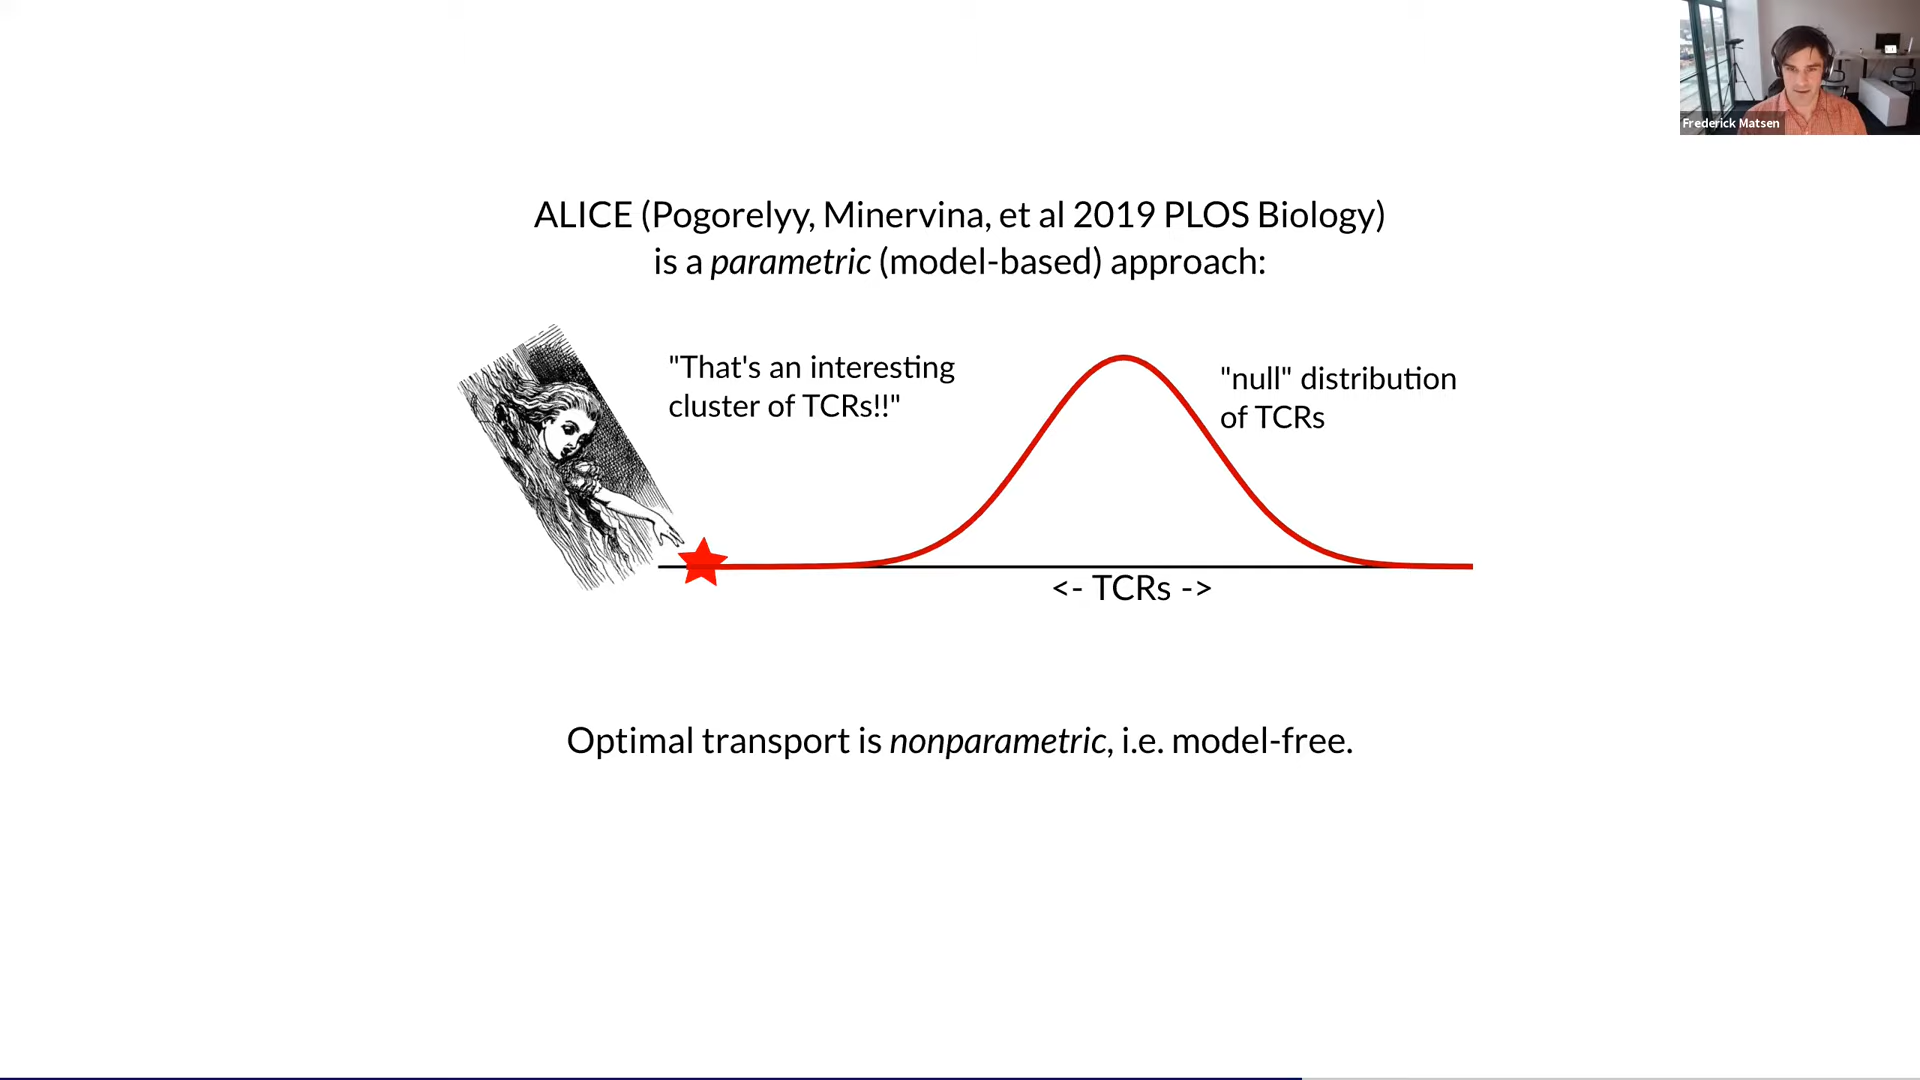 Frederick Matsen
ALICE (Pogorelyy, Minervina, et al 2019 PLOS Biology)
is a parametric (model-based) approach:
"That's an interesting
cluster of TCRs!!"
"null" distribution
of TCRs
<- TCRs ->
Optimal transport is nonparametric, i.e. model-free.